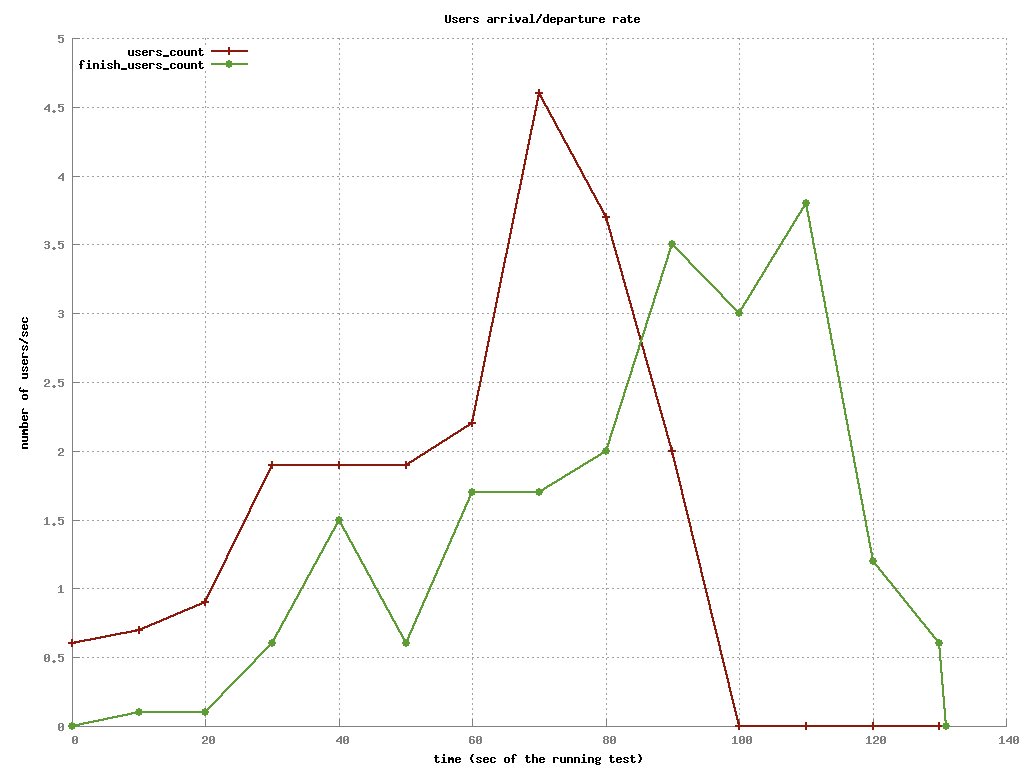 Users arrival/departure rate
users_count
finish_users_count
5
4.5
4
3.5
3
2.5
2
1.5
1
0.5
0
number of users/sec
0 20 40 60 80 100 120 140
time (sec of the running test)